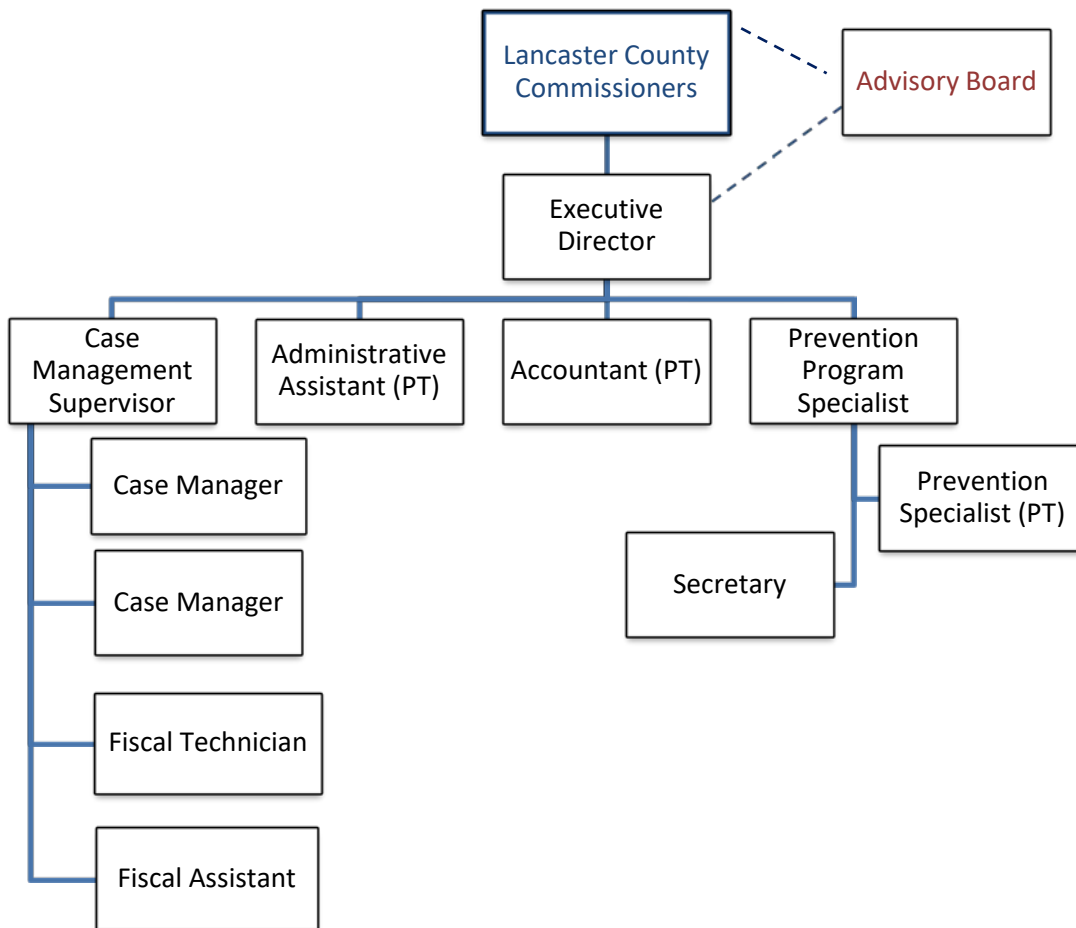 Lancaster County
Commissioners
Advisory Board
Executive
Director
Case
Management
Supervisor
Administrative
Assistant (PT)
Accountant (PT)
Prevention
Program
Specialist
Case Manager
Prevention
Specialist (PT)
Case Manager
Secretary
Fiscal Technician
Fiscal Assistant